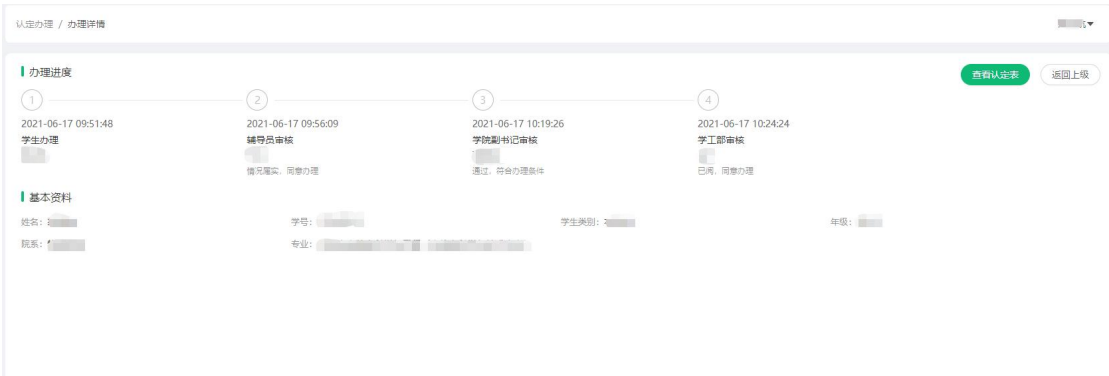 认定办理 / 办理详情
办理进度
查看认定表
返回上级
1
2
3
4
2021-06-17 09:51:48
2021-06-17 09:56:09
2021-06-17 10:19:26
2021-06-17 10:24:24
学生办理
辅导员审核
学院副书记审核
学工部审核
情况属实，同意办理
通过，符合办理条件
已阅，同意办理
基本资料
姓名：
学号：
学生类别：
年级：
院系：
专业：